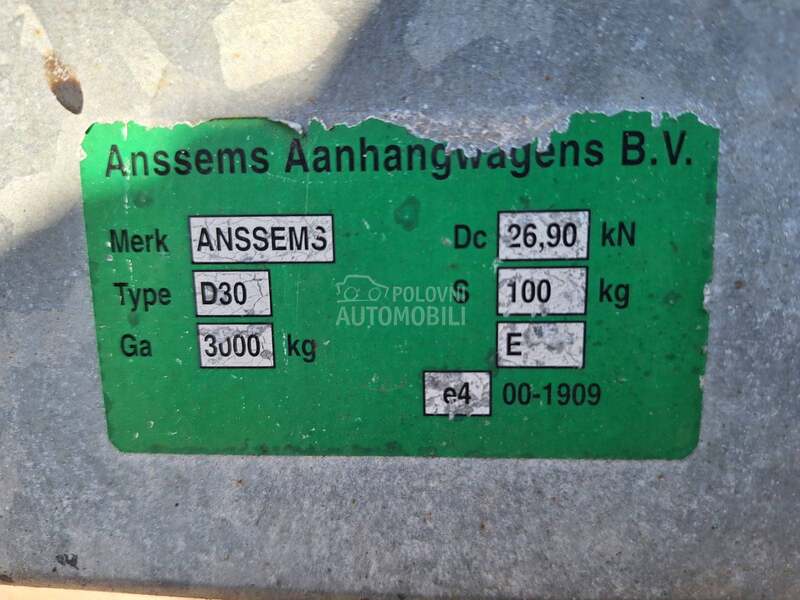 Anssems Aanhangwagens B.V.
Merk ANSSEMS Dc 26,90 kN
Type D30 S 100 kg
Ga 3000 kg E
e4 00-1909
POLOVNI
AUTOMOBILI